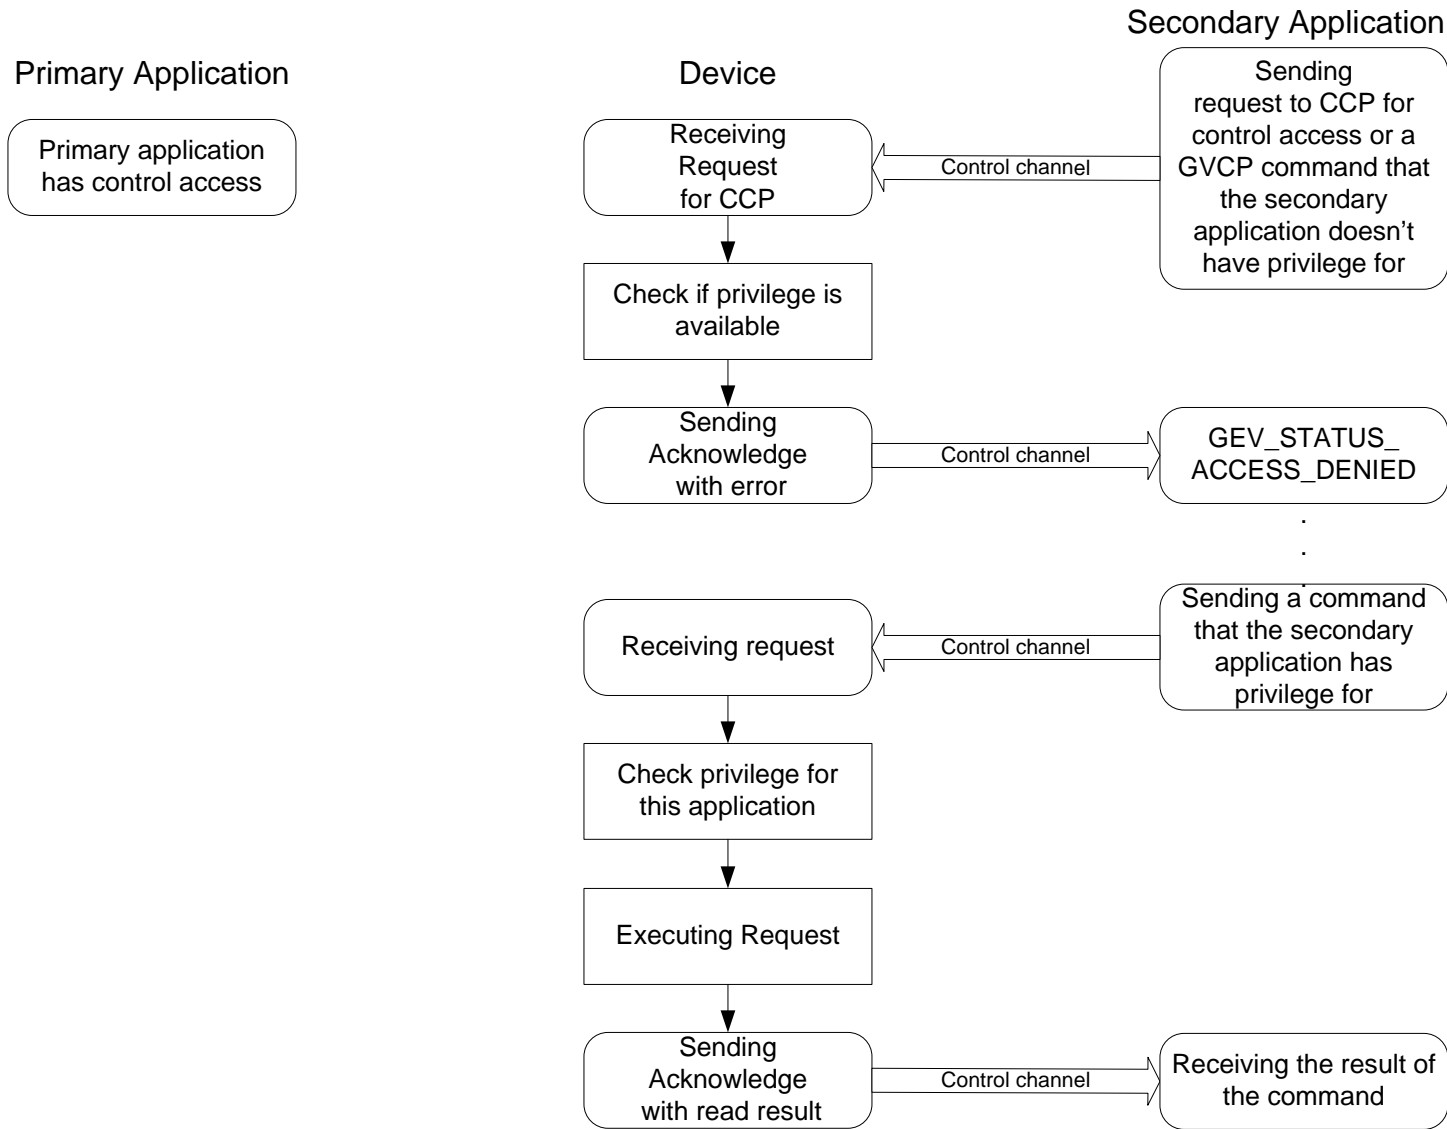 Secondary Application
Primary Application
Device
Primary application
has control access
Receiving
Request
for CCP
Control channel
Sending
request to CCP for
control access or a
GVCP command that
the secondary
application doesn't
have privilege for
Check if privilege is
available
Sending
Acknowledge
with error
Control channel
GEV_STATUS_
ACCESS_DENIED
.
.
.
Receiving request
Control channel
Sending a command
that the secondary
application has
privilege for
Check privilege for
this application
Executing Request
Sending
Acknowledge
with read result
Control channel
Receiving the result of
the command